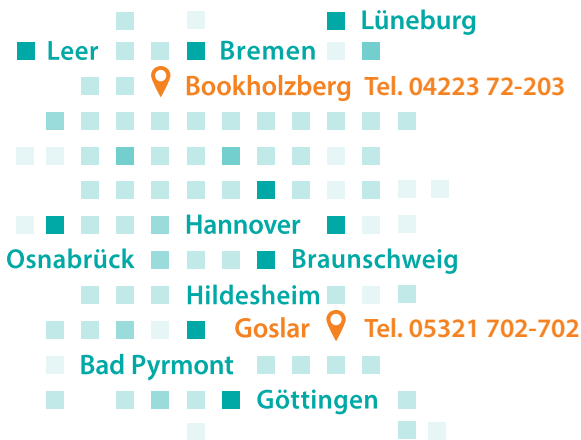 Lüneburg
Leer Bremen
Bookholzberg Tel. 04223 72-203
Hannover
Osnabrück Braunschweig
Hildesheim
Goslar Tel. 05321 702-702
Bad Pyrmont
Göttingen